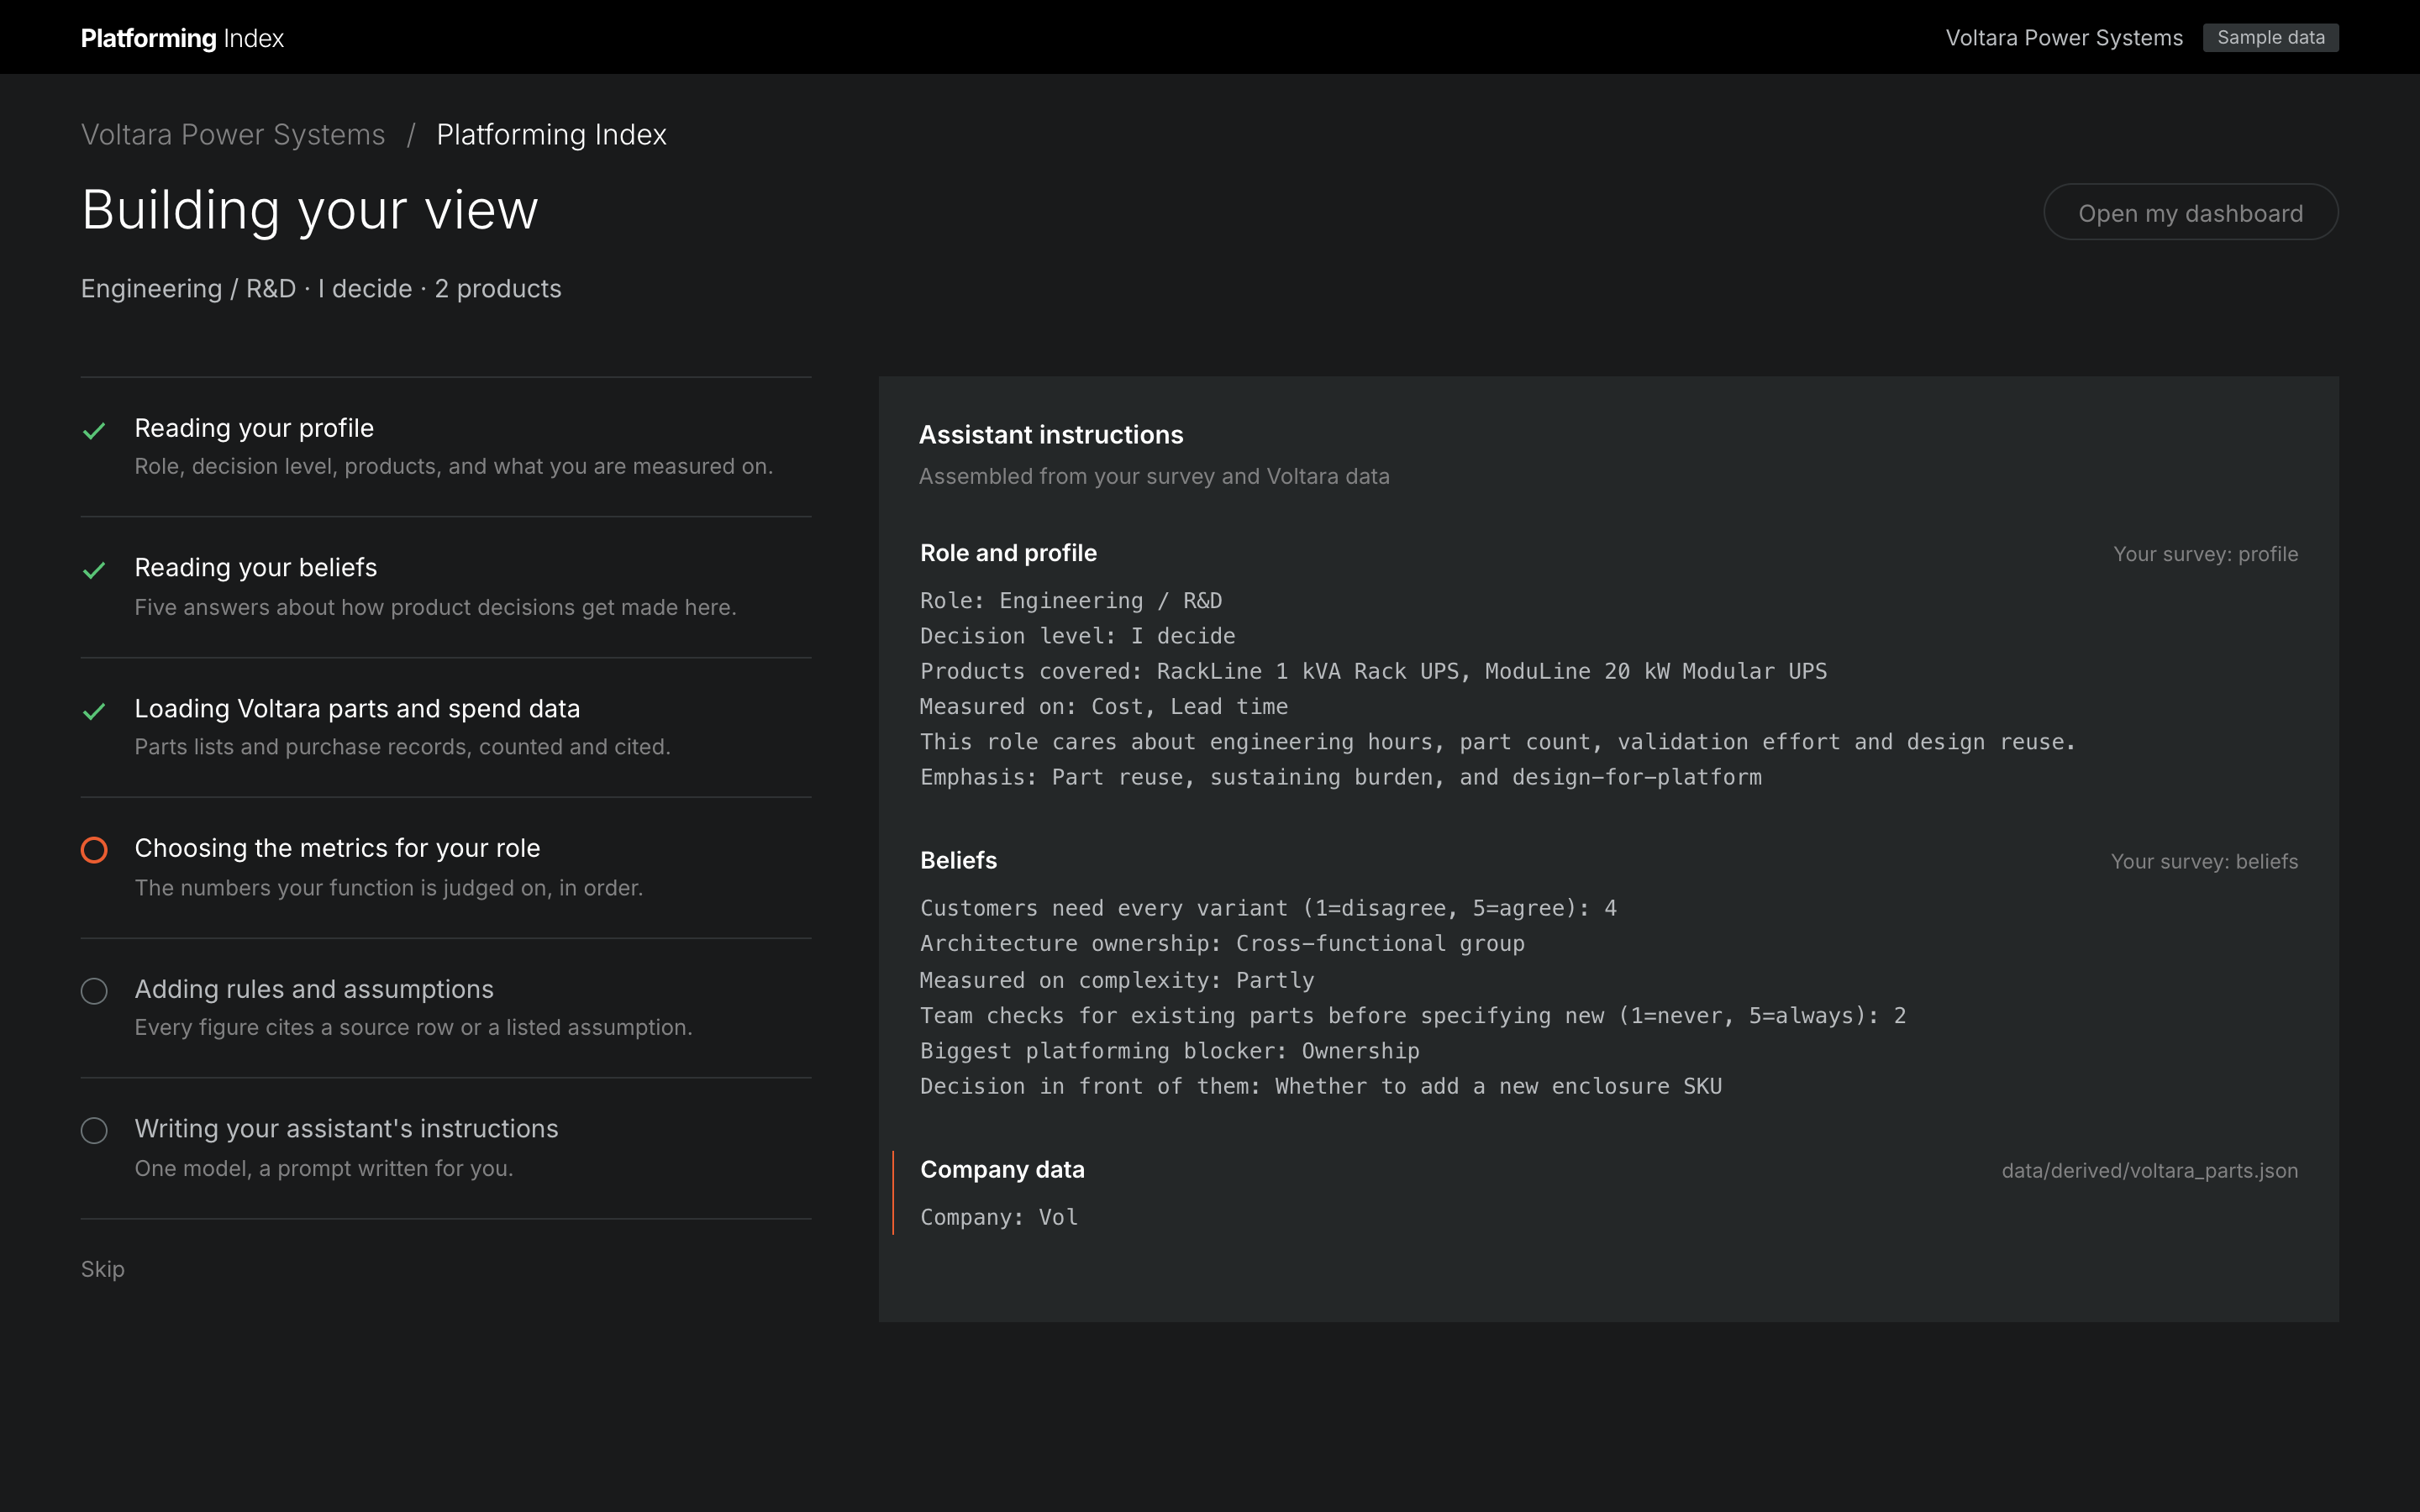 Platforming Index
Voltara Power Systems
Sample data
Voltara Power Systems / Platforming Index
Building your view
Open my dashboard
Engineering / R&D · I decide · 2 products
Reading your profile
Role, decision level, products, and what you are measured on.
Reading your beliefs
Five answers about how product decisions get made here.
Loading Voltara parts and spend data
Parts lists and purchase records, counted and cited.
Choosing the metrics for your role
The numbers your function is judged on, in order.
Adding rules and assumptions
Every figure cites a source row or a listed assumption.
Writing your assistant's instructions
One model, a prompt written for you.
Skip
Assistant instructions
Assembled from your survey and Voltara data
Role and profile
Your survey: profile
Role: Engineering / R&D
Decision level: I decide
Products covered: RackLine 1 kVA Rack UPS, ModuLine 20 kW Modular UPS
Measured on: Cost, Lead time
This role cares about engineering hours, part count, validation effort and design reuse.
Emphasis: Part reuse, sustaining burden, and design-for-platform
Beliefs
Your survey: beliefs
Customers need every variant (1=disagree, 5=agree): 4
Architecture ownership: Cross-functional group
Measured on complexity: Partly
Team checks for existing parts before specifying new (1=never, 5=always): 2
Biggest platforming blocker: Ownership
Decision in front of them: Whether to add a new enclosure SKU
Company data
data/derived/voltara_parts.json
Company: Vol